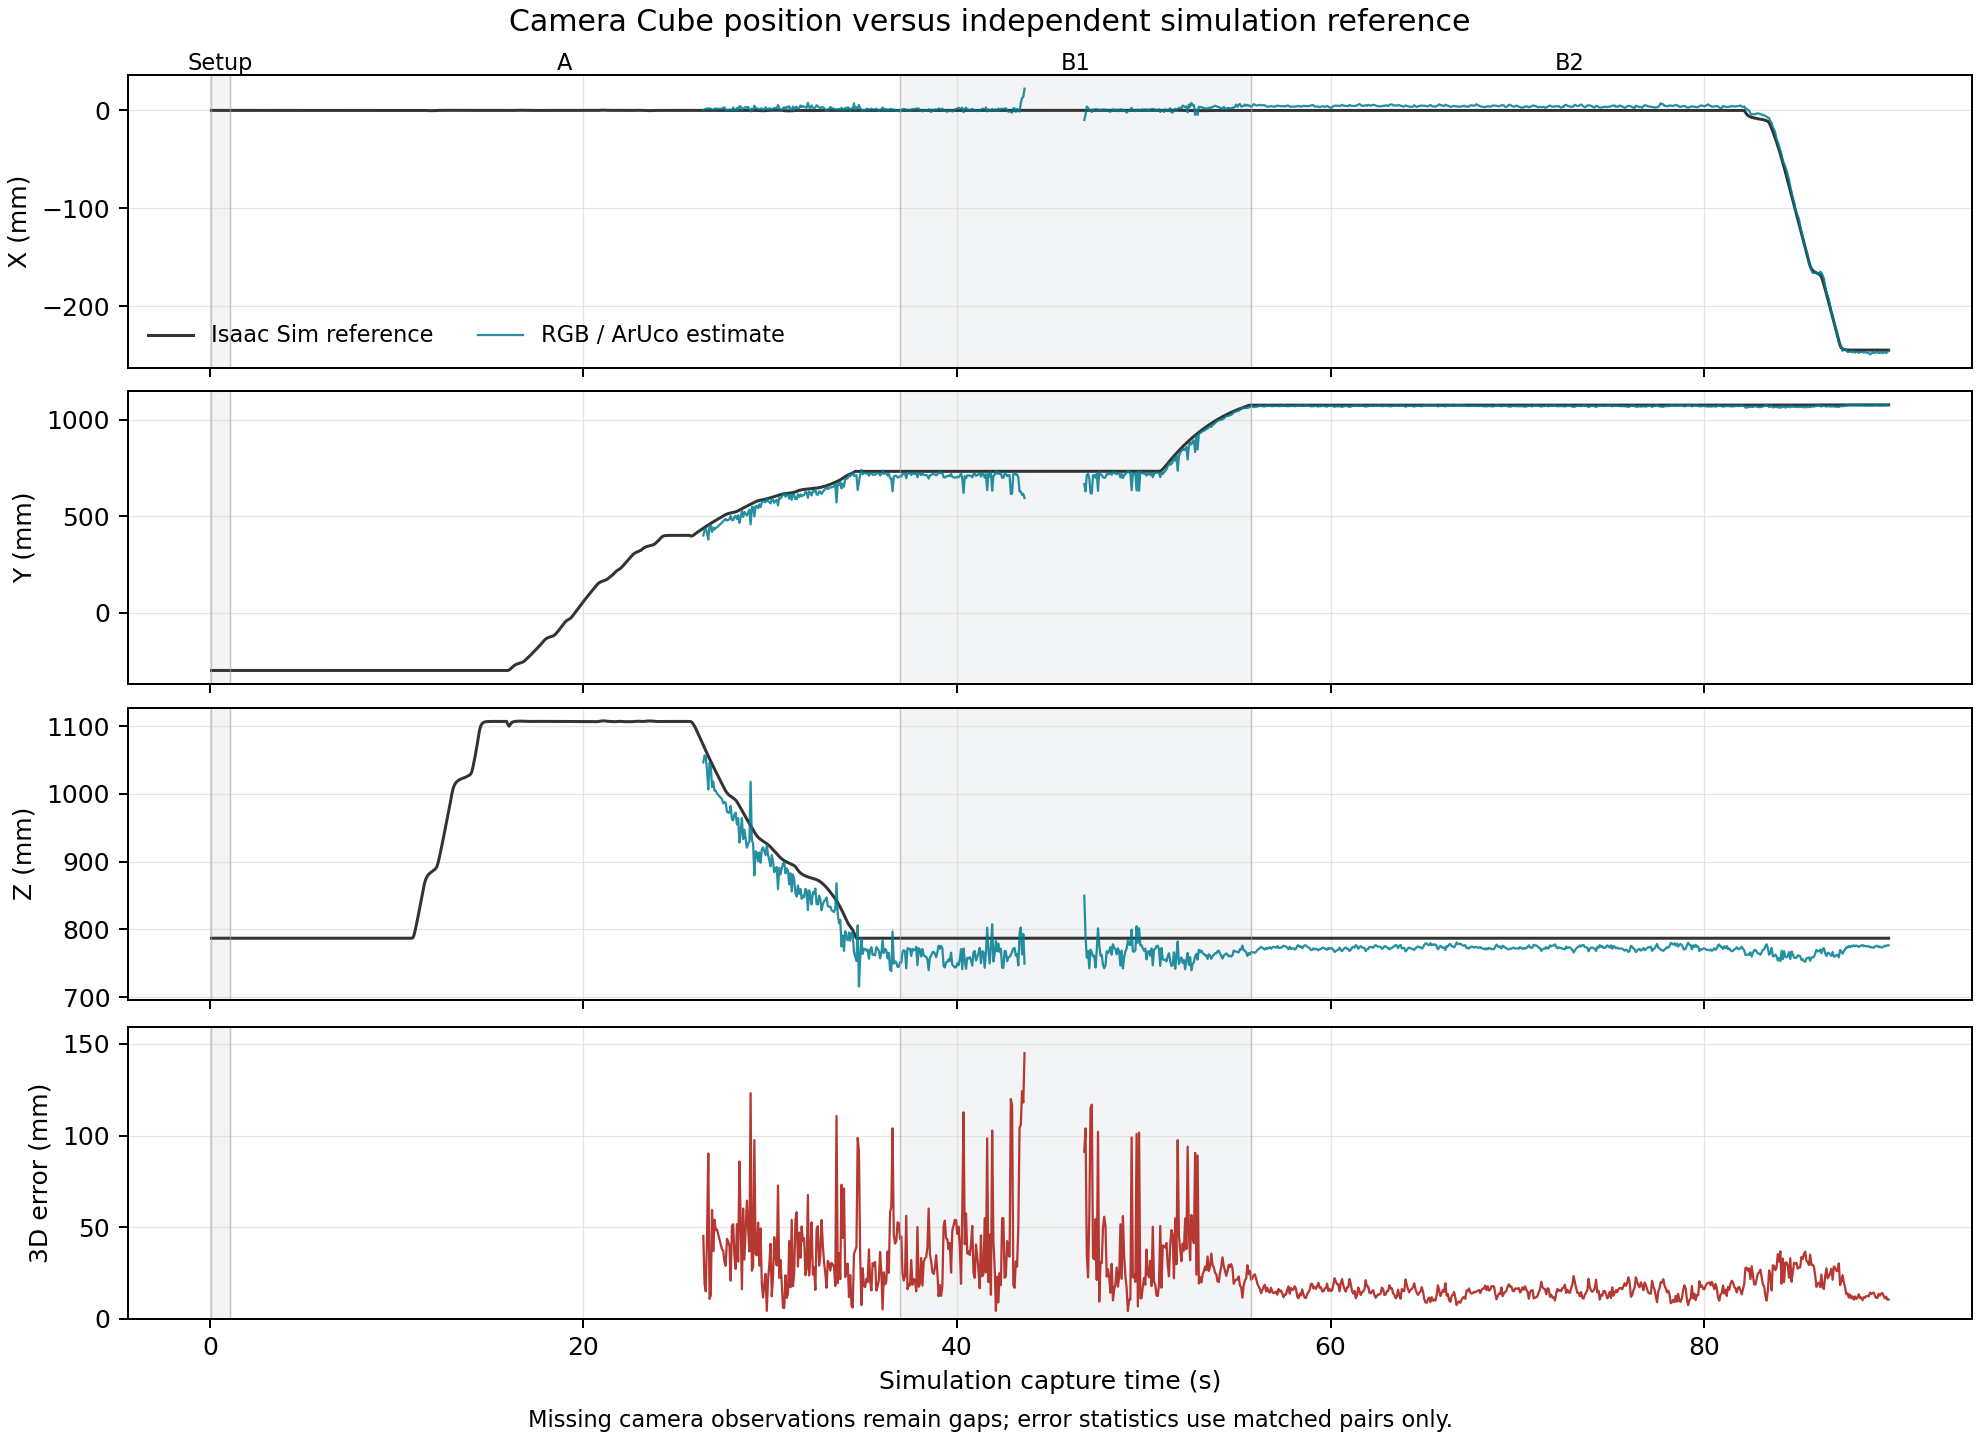 Camera Cube position versus independent simulation reference
Setup A B1 B2
X (mm)
0
−100
−200
Isaac Sim reference RGB / ArUco estimate
Y (mm)
1000
500
0
Z (mm)
1100
1000
900
800
700
3D error (mm)
150
100
50
0
0 20 40 60 80
Simulation capture time (s)
Missing camera observations remain gaps; error statistics use matched pairs only.